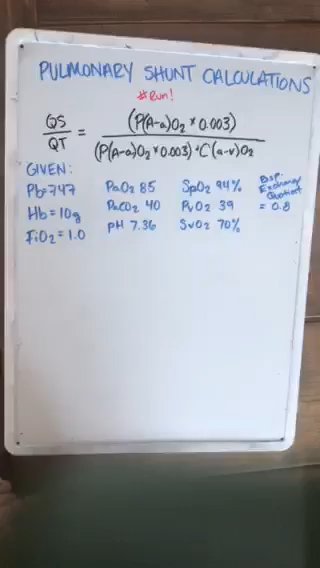 PULMONARY SHUNT CALCULATIONS
#Run!
QS/QT = (P(A-a)O₂ * 0.003) / (P(A-a)O₂ * 0.003) + C(a-v)O₂
GIVEN:
Pb=747 PaO₂ 85 SpO₂ 94% Resp. Exchange Quotient = 0.8
Hb=10g PaCO₂ 40 PvO₂ 39
FiO₂=1.0 pH 7.36 SvO₂ 70%